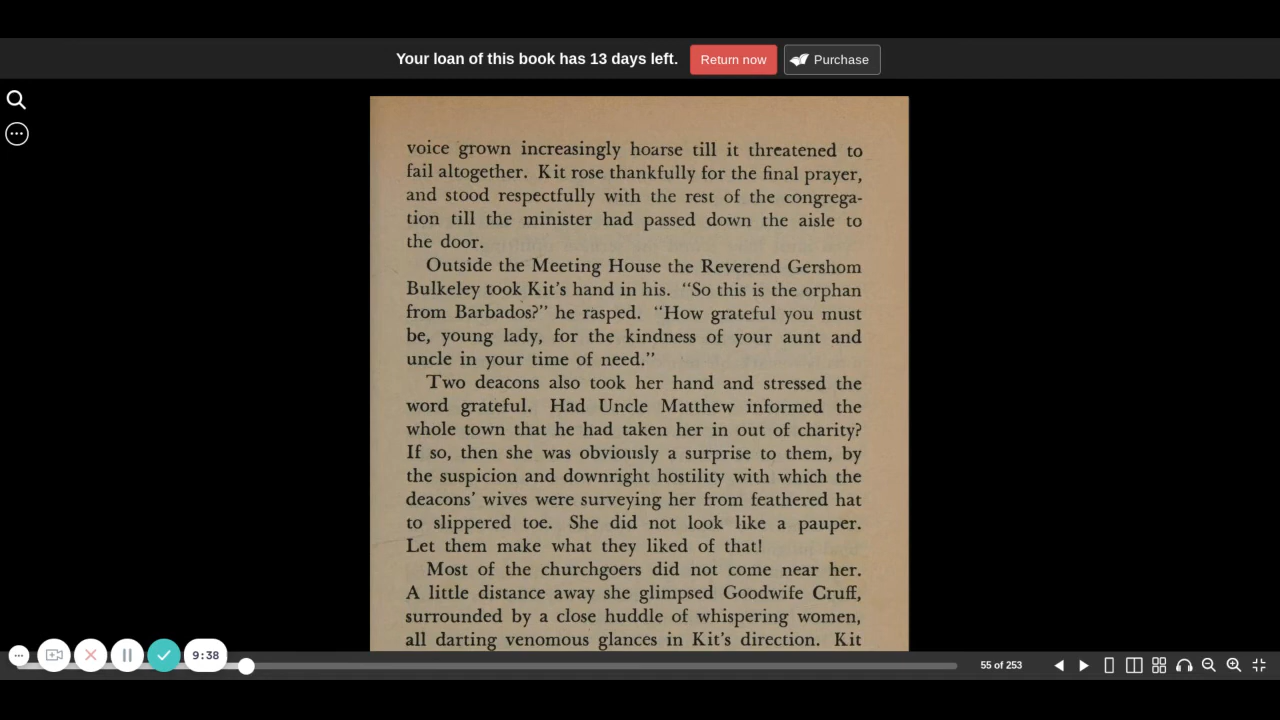 Your loan of this book has 13 days left. Return now Purchase
voice grown increasingly hoarse till it threatened to
fail altogether. Kit rose thankfully for the final prayer,
and stood respectfully with the rest of the congrega-
tion till the minister had passed down the aisle to
the door.
Outside the Meeting House the Reverend Gershom
Bulkeley took Kit's hand in his. "So this is the orphan
from Barbados?" he rasped. "How grateful you must
be, young lady, for the kindness of your aunt and
uncle in your time of need."
Two deacons also took her hand and stressed the
word grateful. Had Uncle Matthew informed the
whole town that he had taken her in out of charity?
If so, then she was obviously a surprise to them, by
the suspicion and downright hostility with which the
deacons' wives were surveying her from feathered hat
to slippered toe. She did not look like a pauper.
Let them make what they liked of that!
Most of the churchgoers did not come near her.
A little distance away she glimpsed Goodwife Cruff,
surrounded by a close huddle of whispering women,
all darting venomous glances in Kit's direction. Kit
9:38
55 of 253